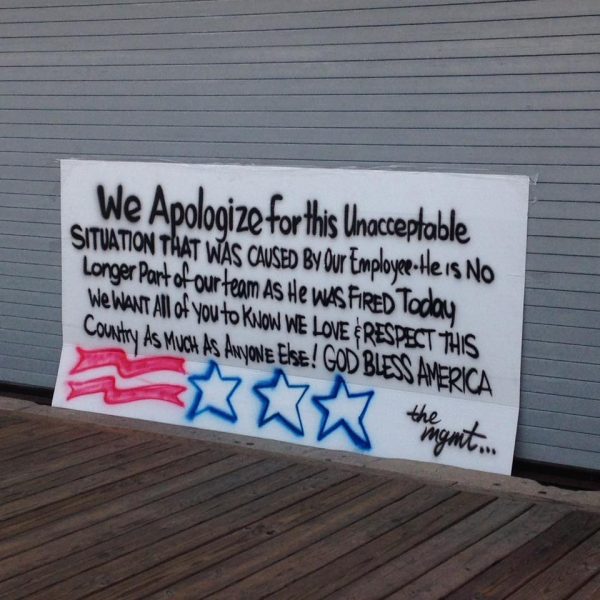 We Apologize for this Unacceptable
SITUATION THAT WAS CAUSED By Our Employee. He is No
Longer Part of our team As He WAS FIRED Today
We WANT All of you to Know WE LOVE & RESPECT THIS
Country As Much As Anyone Else! GOD BLESS AMERICA
the
mgmt...